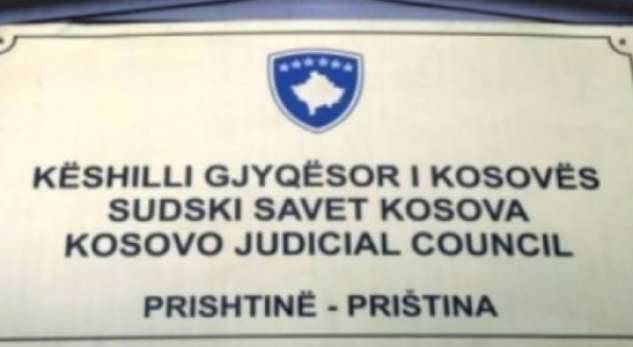 KËSHILLI GJYQËSOR I KOSOVËS
SUDSKI SAVET KOSOVA
KOSOVO JUDICIAL COUNCIL
PRISHTINË - PRIŠTINA